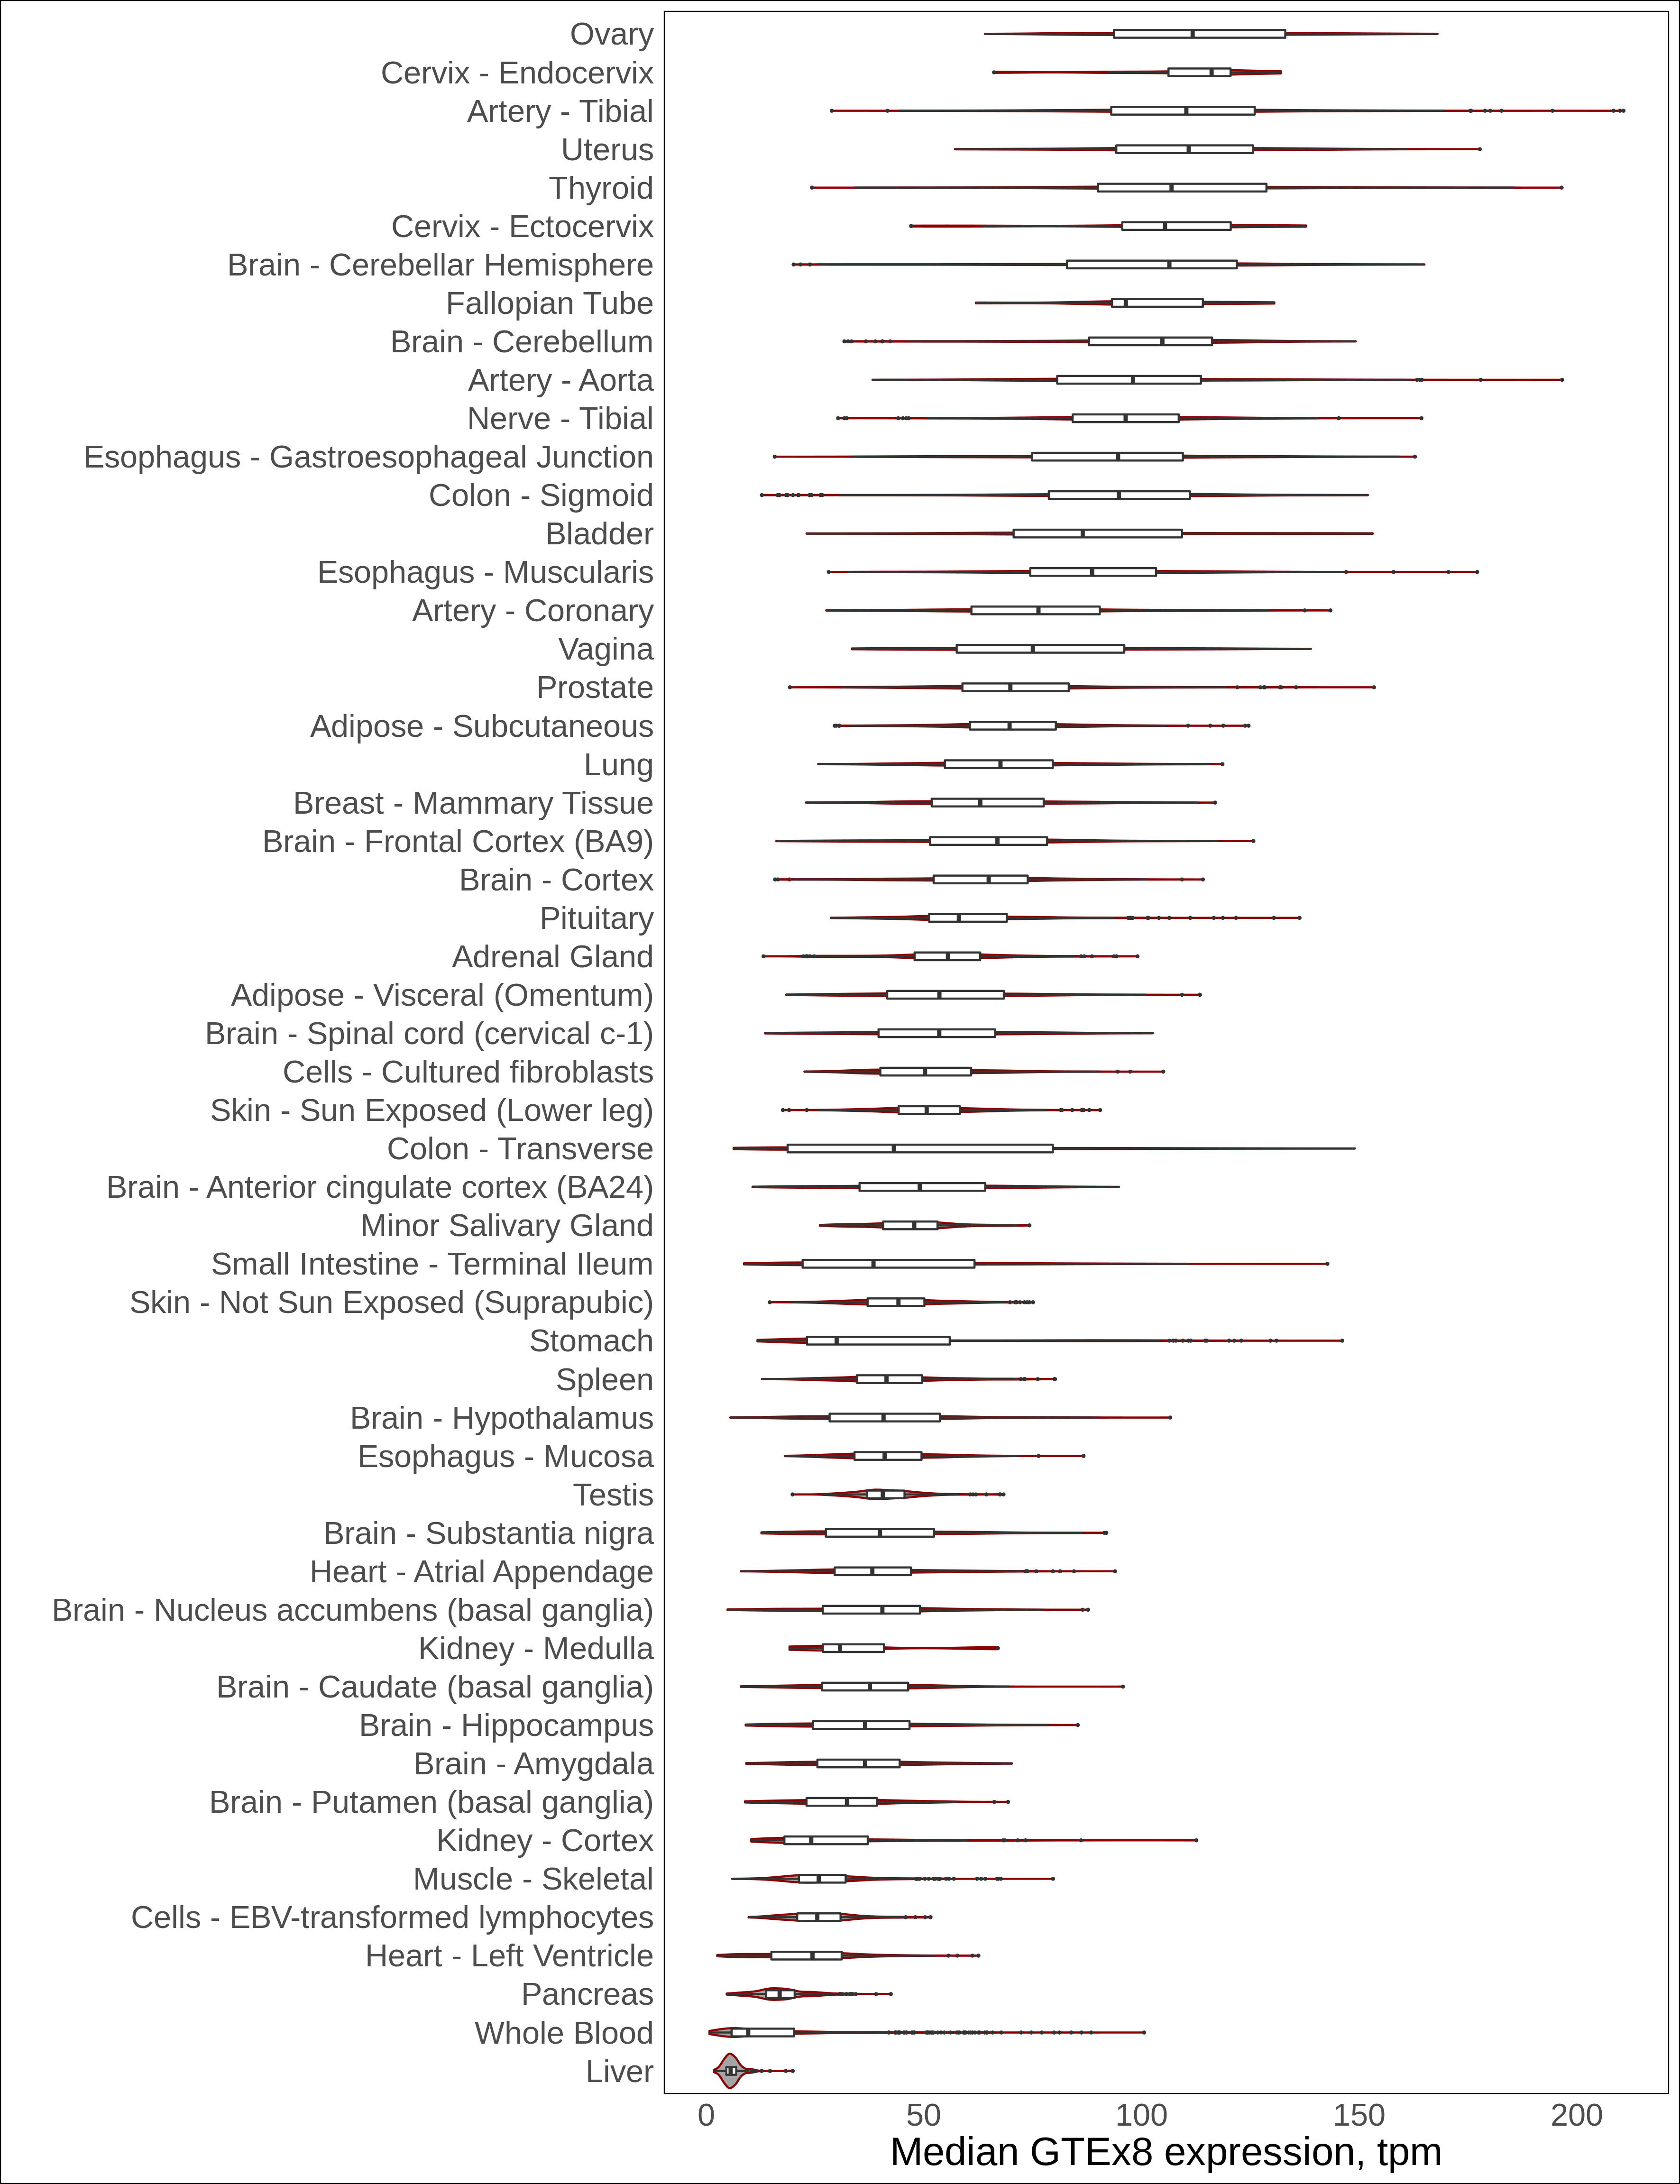 Ovary
Cervix - Endocervix
Artery - Tibial
Uterus
Thyroid
Cervix - Ectocervix
Brain - Cerebellar Hemisphere
Fallopian Tube
Brain - Cerebellum
Artery - Aorta
Nerve - Tibial
Esophagus - Gastroesophageal Junction
Colon - Sigmoid
Bladder
Esophagus - Muscularis
Artery - Coronary
Vagina
Prostate
Adipose - Subcutaneous
Lung
Breast - Mammary Tissue
Brain - Frontal Cortex (BA9)
Brain - Cortex
Pituitary
Adrenal Gland
Adipose - Visceral (Omentum)
Brain - Spinal cord (cervical c-1)
Cells - Cultured fibroblasts
Skin - Sun Exposed (Lower leg)
Colon - Transverse
Brain - Anterior cingulate cortex (BA24)
Minor Salivary Gland
Small Intestine - Terminal Ileum
Skin - Not Sun Exposed (Suprapubic)
Stomach
Spleen
Brain - Hypothalamus
Esophagus - Mucosa
Testis
Brain - Substantia nigra
Heart - Atrial Appendage
Brain - Nucleus accumbens (basal ganglia)
Kidney - Medulla
Brain - Caudate (basal ganglia)
Brain - Hippocampus
Brain - Amygdala
Brain - Putamen (basal ganglia)
Kidney - Cortex
Muscle - Skeletal
Cells - EBV-transformed lymphocytes
Heart - Left Ventricle
Pancreas
Whole Blood
Liver
0 50 100 150 200
Median GTEx8 expression, tpm